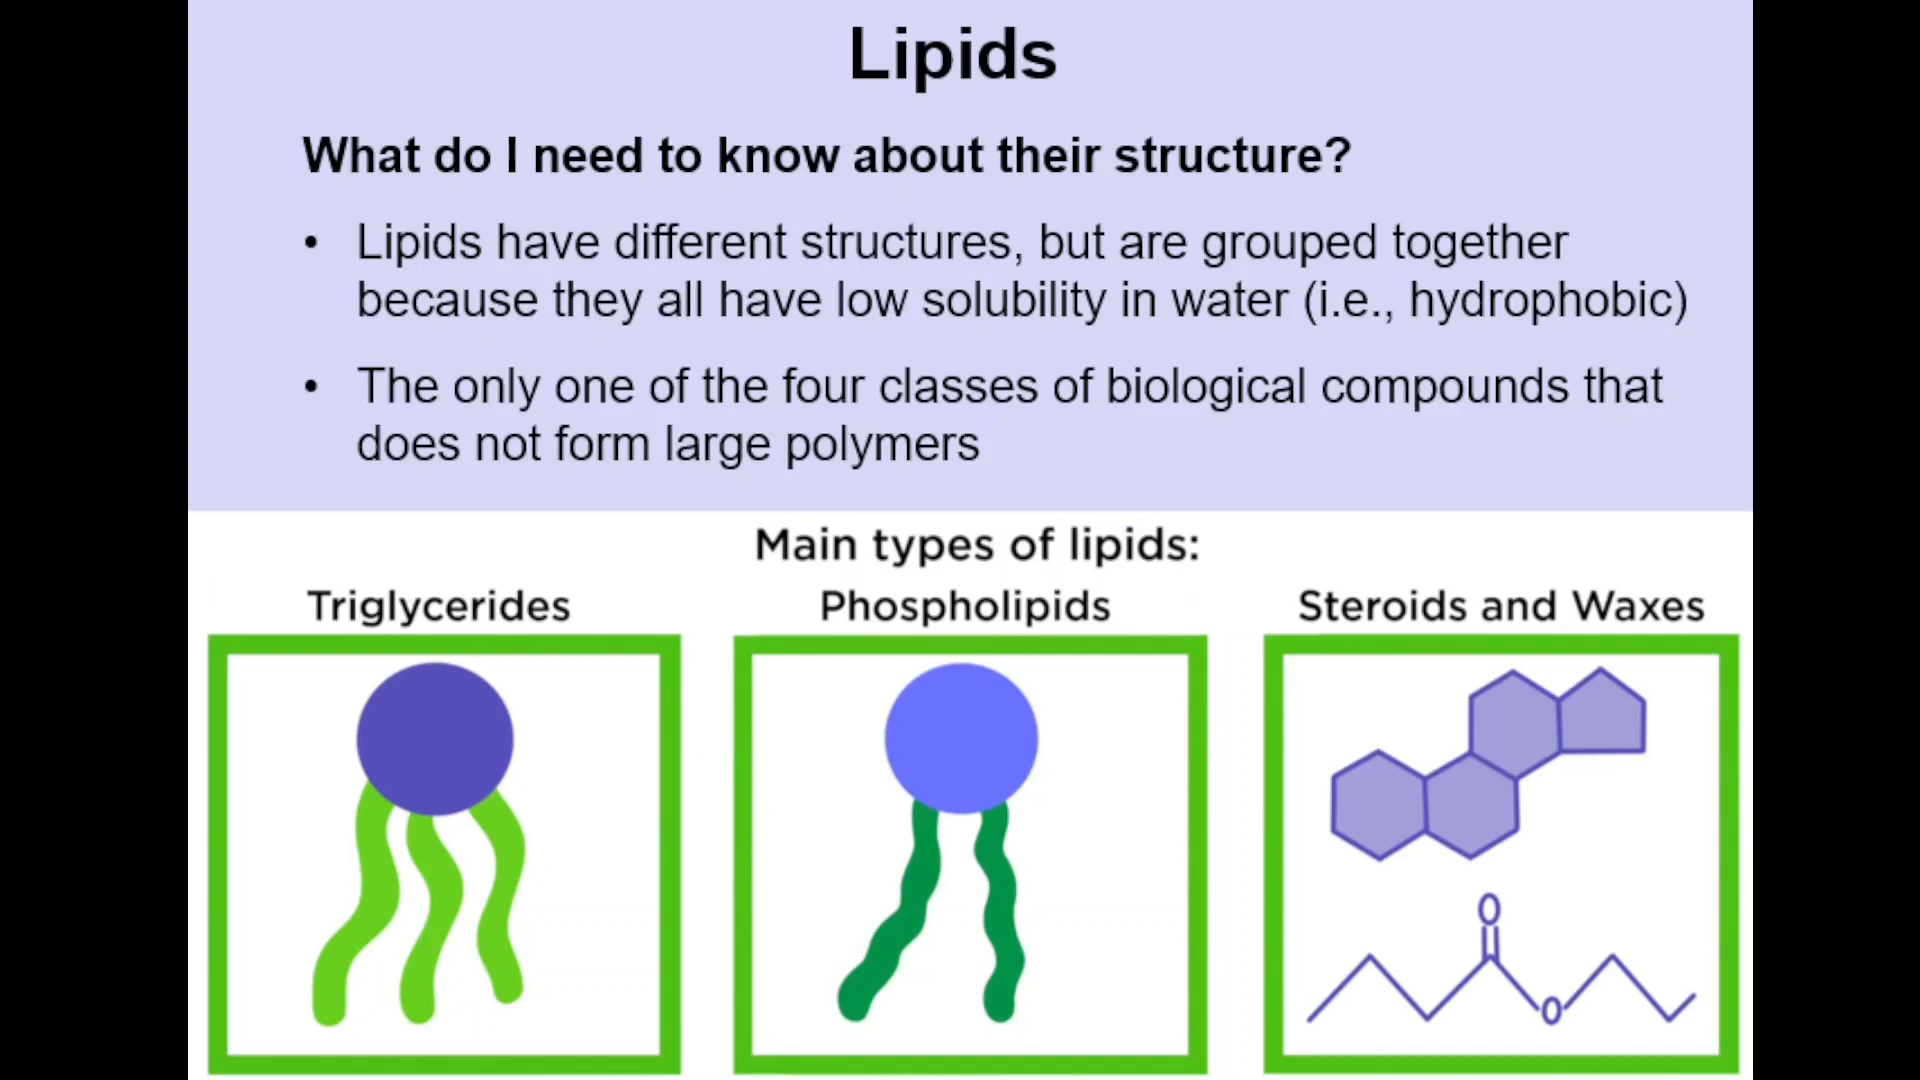 Lipids
What do I need to know about their structure?
• Lipids have different structures, but are grouped together
because they all have low solubility in water (i.e., hydrophobic)
• The only one of the four classes of biological compounds that
does not form large polymers
Main types of lipids:
Triglycerides Phospholipids Steroids and Waxes
O
O